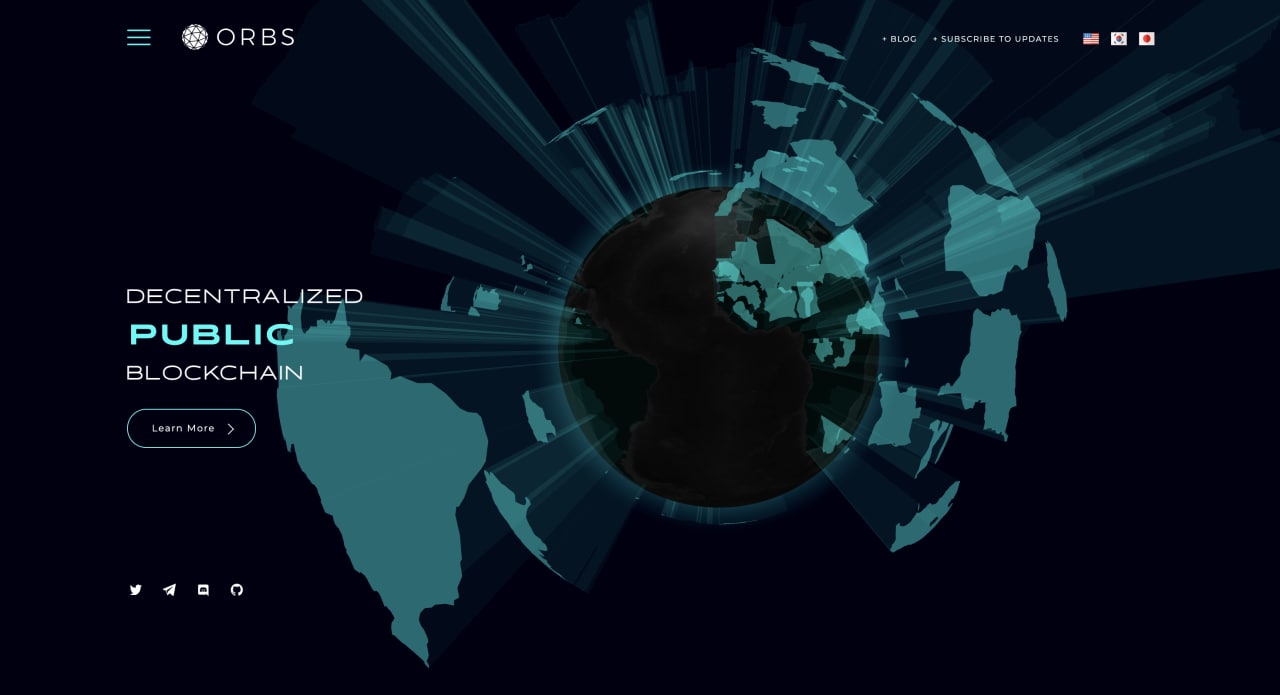 ORBS
+ BLOG + SUBSCRIBE TO UPDATES
DECENTRALIZED
PUBLIC
BLOCKCHAIN
Learn More